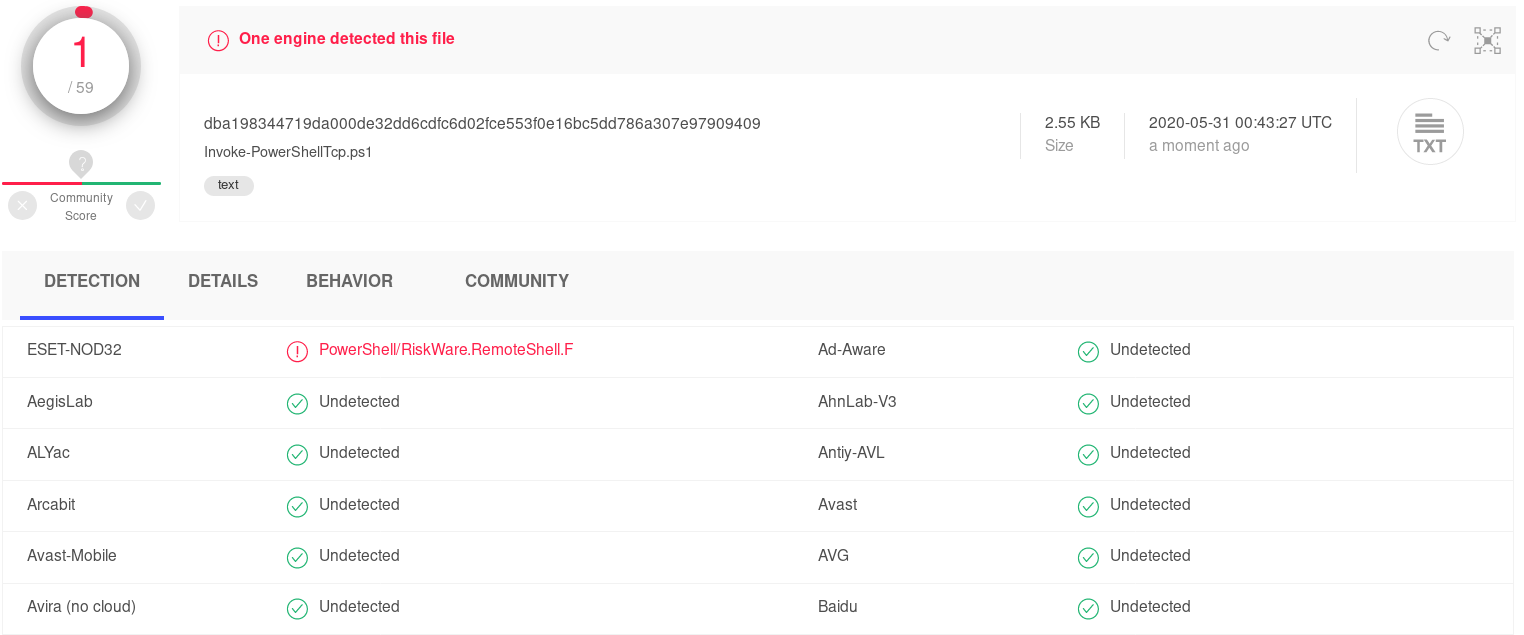 1
/ 59
?
Community
Score
One engine detected this file
dba198344719da000de32dd6cdfc6d02fce553f0e16bc5dd786a307e97909409
Invoke-PowerShellTcp.ps1
text
2.55 KB
Size
2020-05-31 00:43:27 UTC
a moment ago
TXT
DETECTION DETAILS BEHAVIOR COMMUNITY
ESET-NOD32 PowerShell/RiskWare.RemoteShell.F Ad-Aware Undetected
AegisLab Undetected AhnLab-V3 Undetected
ALYac Undetected Antiy-AVL Undetected
Arcabit Undetected Avast Undetected
Avast-Mobile Undetected AVG Undetected
Avira (no cloud) Undetected Baidu Undetected